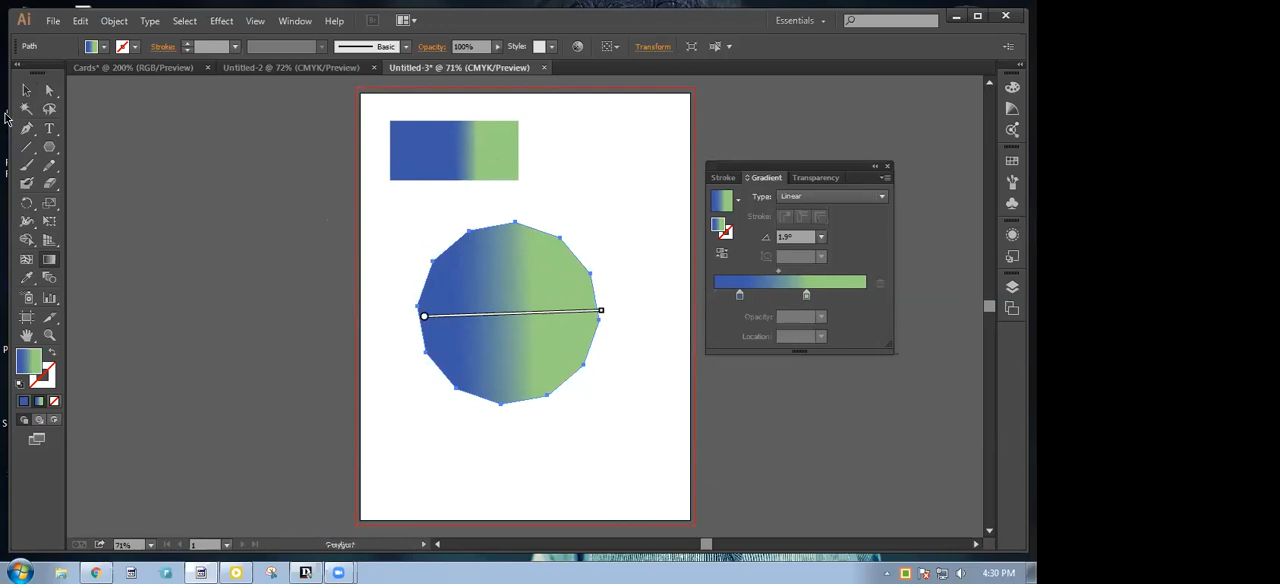 Ai File Edit Object Type Select Effect View Window Help Br Essentials
Path Stroke: Basic Opacity: 100% Style: Transform
Cards* @ 200% (RGB/Preview) × Untitled-2 @ 72% (CMYK/Preview) × Untitled-3* @ 71% (CMYK/Preview) ×
Stroke Gradient Transparency
Type: Linear
Stroke:
1.9°
Opacity:
Location:
71% 1
4:30 PM